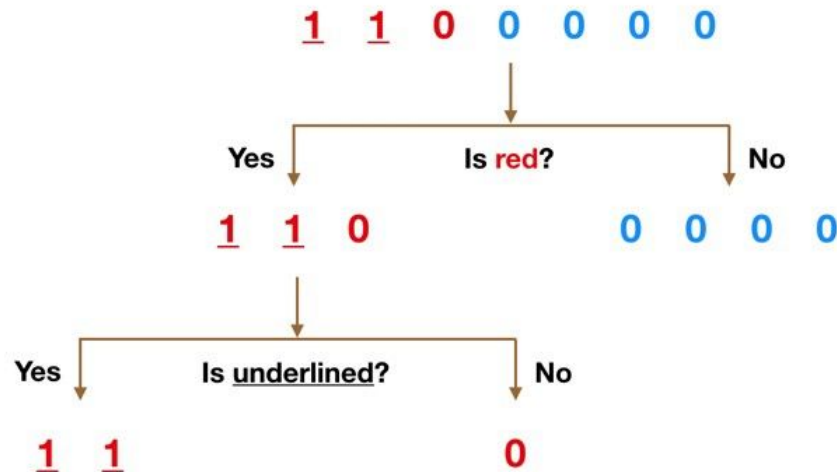 1 1 0 0 0 0 0
Yes Is red? No
1 1 0 0 0 0 0
Yes Is underlined? No
1 1 0